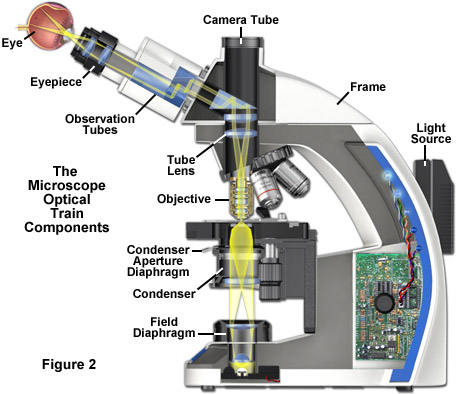 Camera Tube
Eye
Eyepiece
Observation
Tubes
Frame
Light
Source
Tube
Lens
The
Microscope
Optical
Train
Components
Objective
Condenser
Aperture
Diaphragm
Condenser
Field
Diaphragm
Figure 2